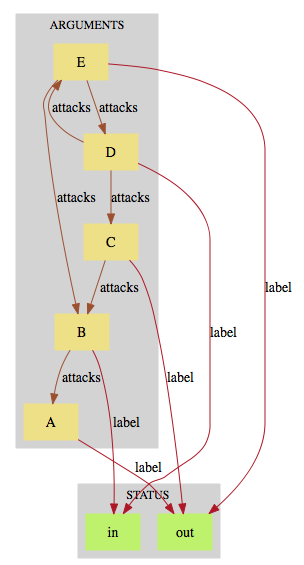 ARGUMENTS
E
attacks attacks
D
attacks
attacks
C
attacks
B
label
label
attacks
label
A
label
label
STATUS
in out